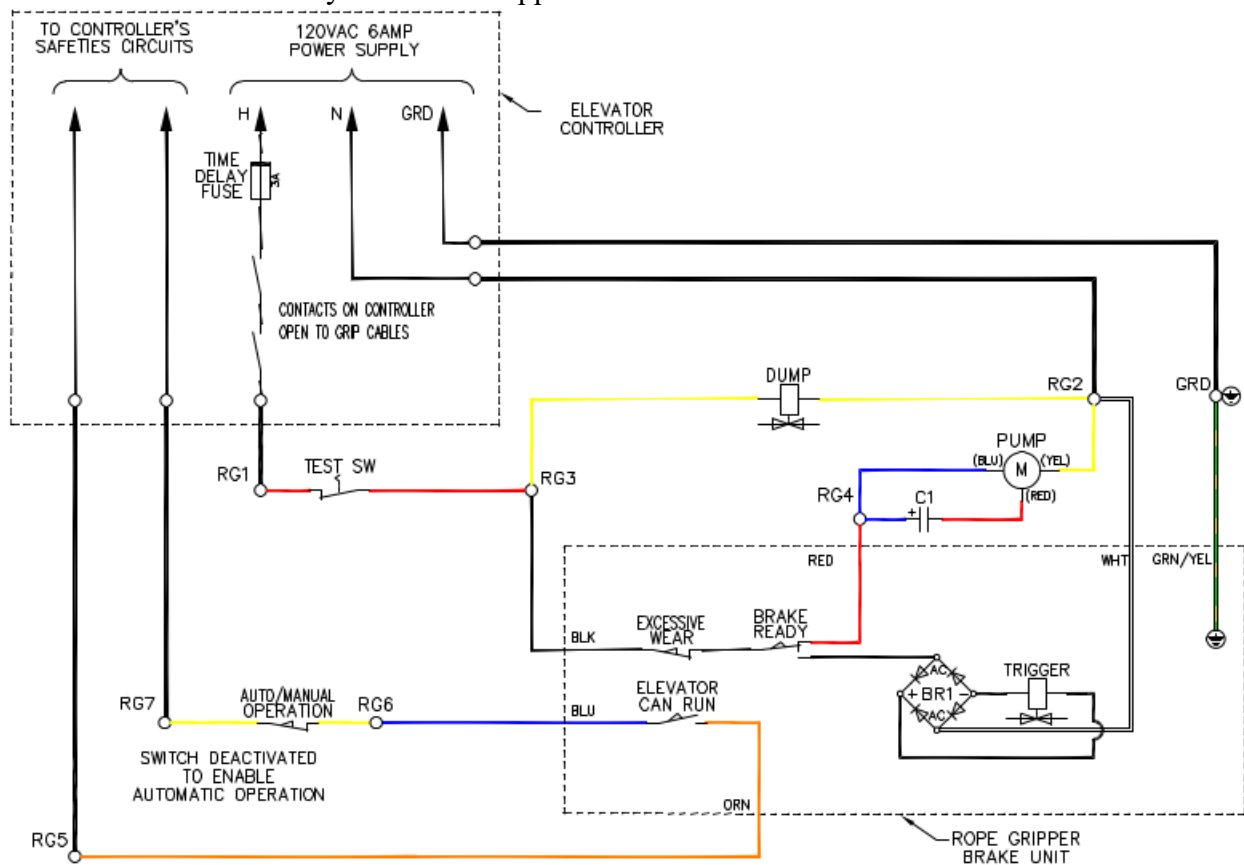 TO CONTROLLER'S
SAFETIES CIRCUITS
120VAC 6AMP
POWER SUPPLY
H
N
GRD
ELEVATOR
CONTROLLER
TIME
DELAY
FUSE
3A
CONTACTS ON CONTROLLER
OPEN TO GRIP CABLES
DUMP
RG2
GRD
PUMP
(BLU)
M
(YEL)
(RED)
RG1
TEST SW
RG3
RG4
C1
+
RED
WHT
GRN/YEL
BLK
EXCESSIVE
WEAR
BRAKE
READY
AC
+ BR1 -
AC
TRIGGER
RG7
AUTO/MANUAL
OPERATION
RG6
BLU
ELEVATOR
CAN RUN
SWITCH DEACTIVATED
TO ENABLE
AUTOMATIC OPERATION
ORN
RG5
ROPE GRIPPER
BRAKE UNIT